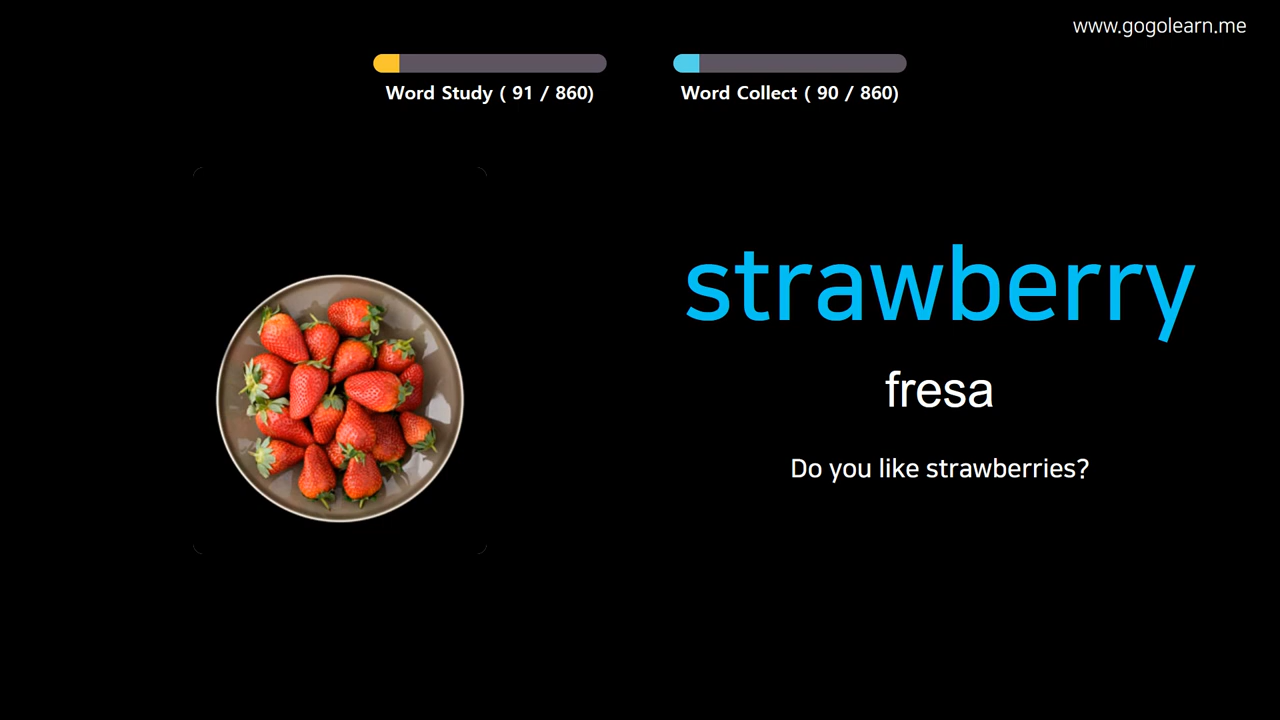 www.gogolearn.me
Word Study ( 91 / 860)
Word Collect ( 90 / 860)
strawberry
fresa
Do you like strawberries?